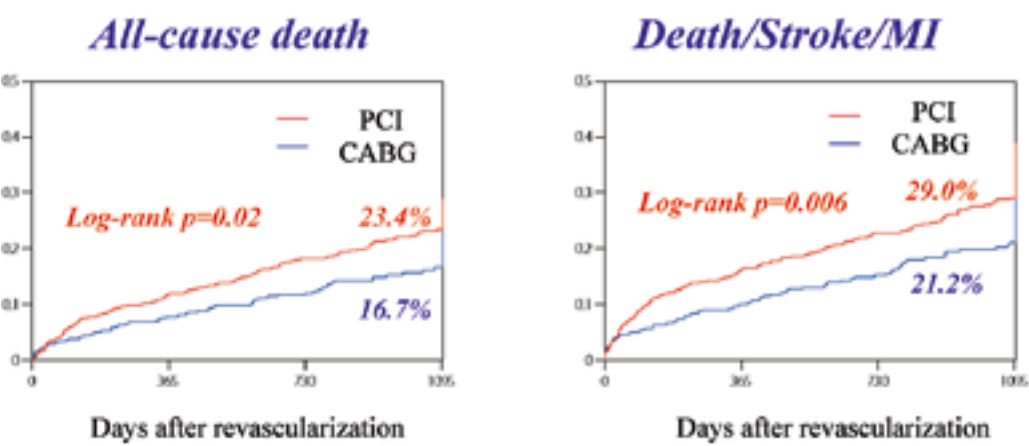 All-cause death
0.5
0.4
0.3
0.2
0.1
0
PCI
CABG
Log-rank p=0.02
23.4%
16.7%
0
365
730
1095
Days after revascularization
Death/Stroke/MI
0.5
0.4
0.3
0.2
0.1
0
PCI
CABG
Log-rank p=0.006
29.0%
21.2%
0
365
730
1095
Days after revascularization